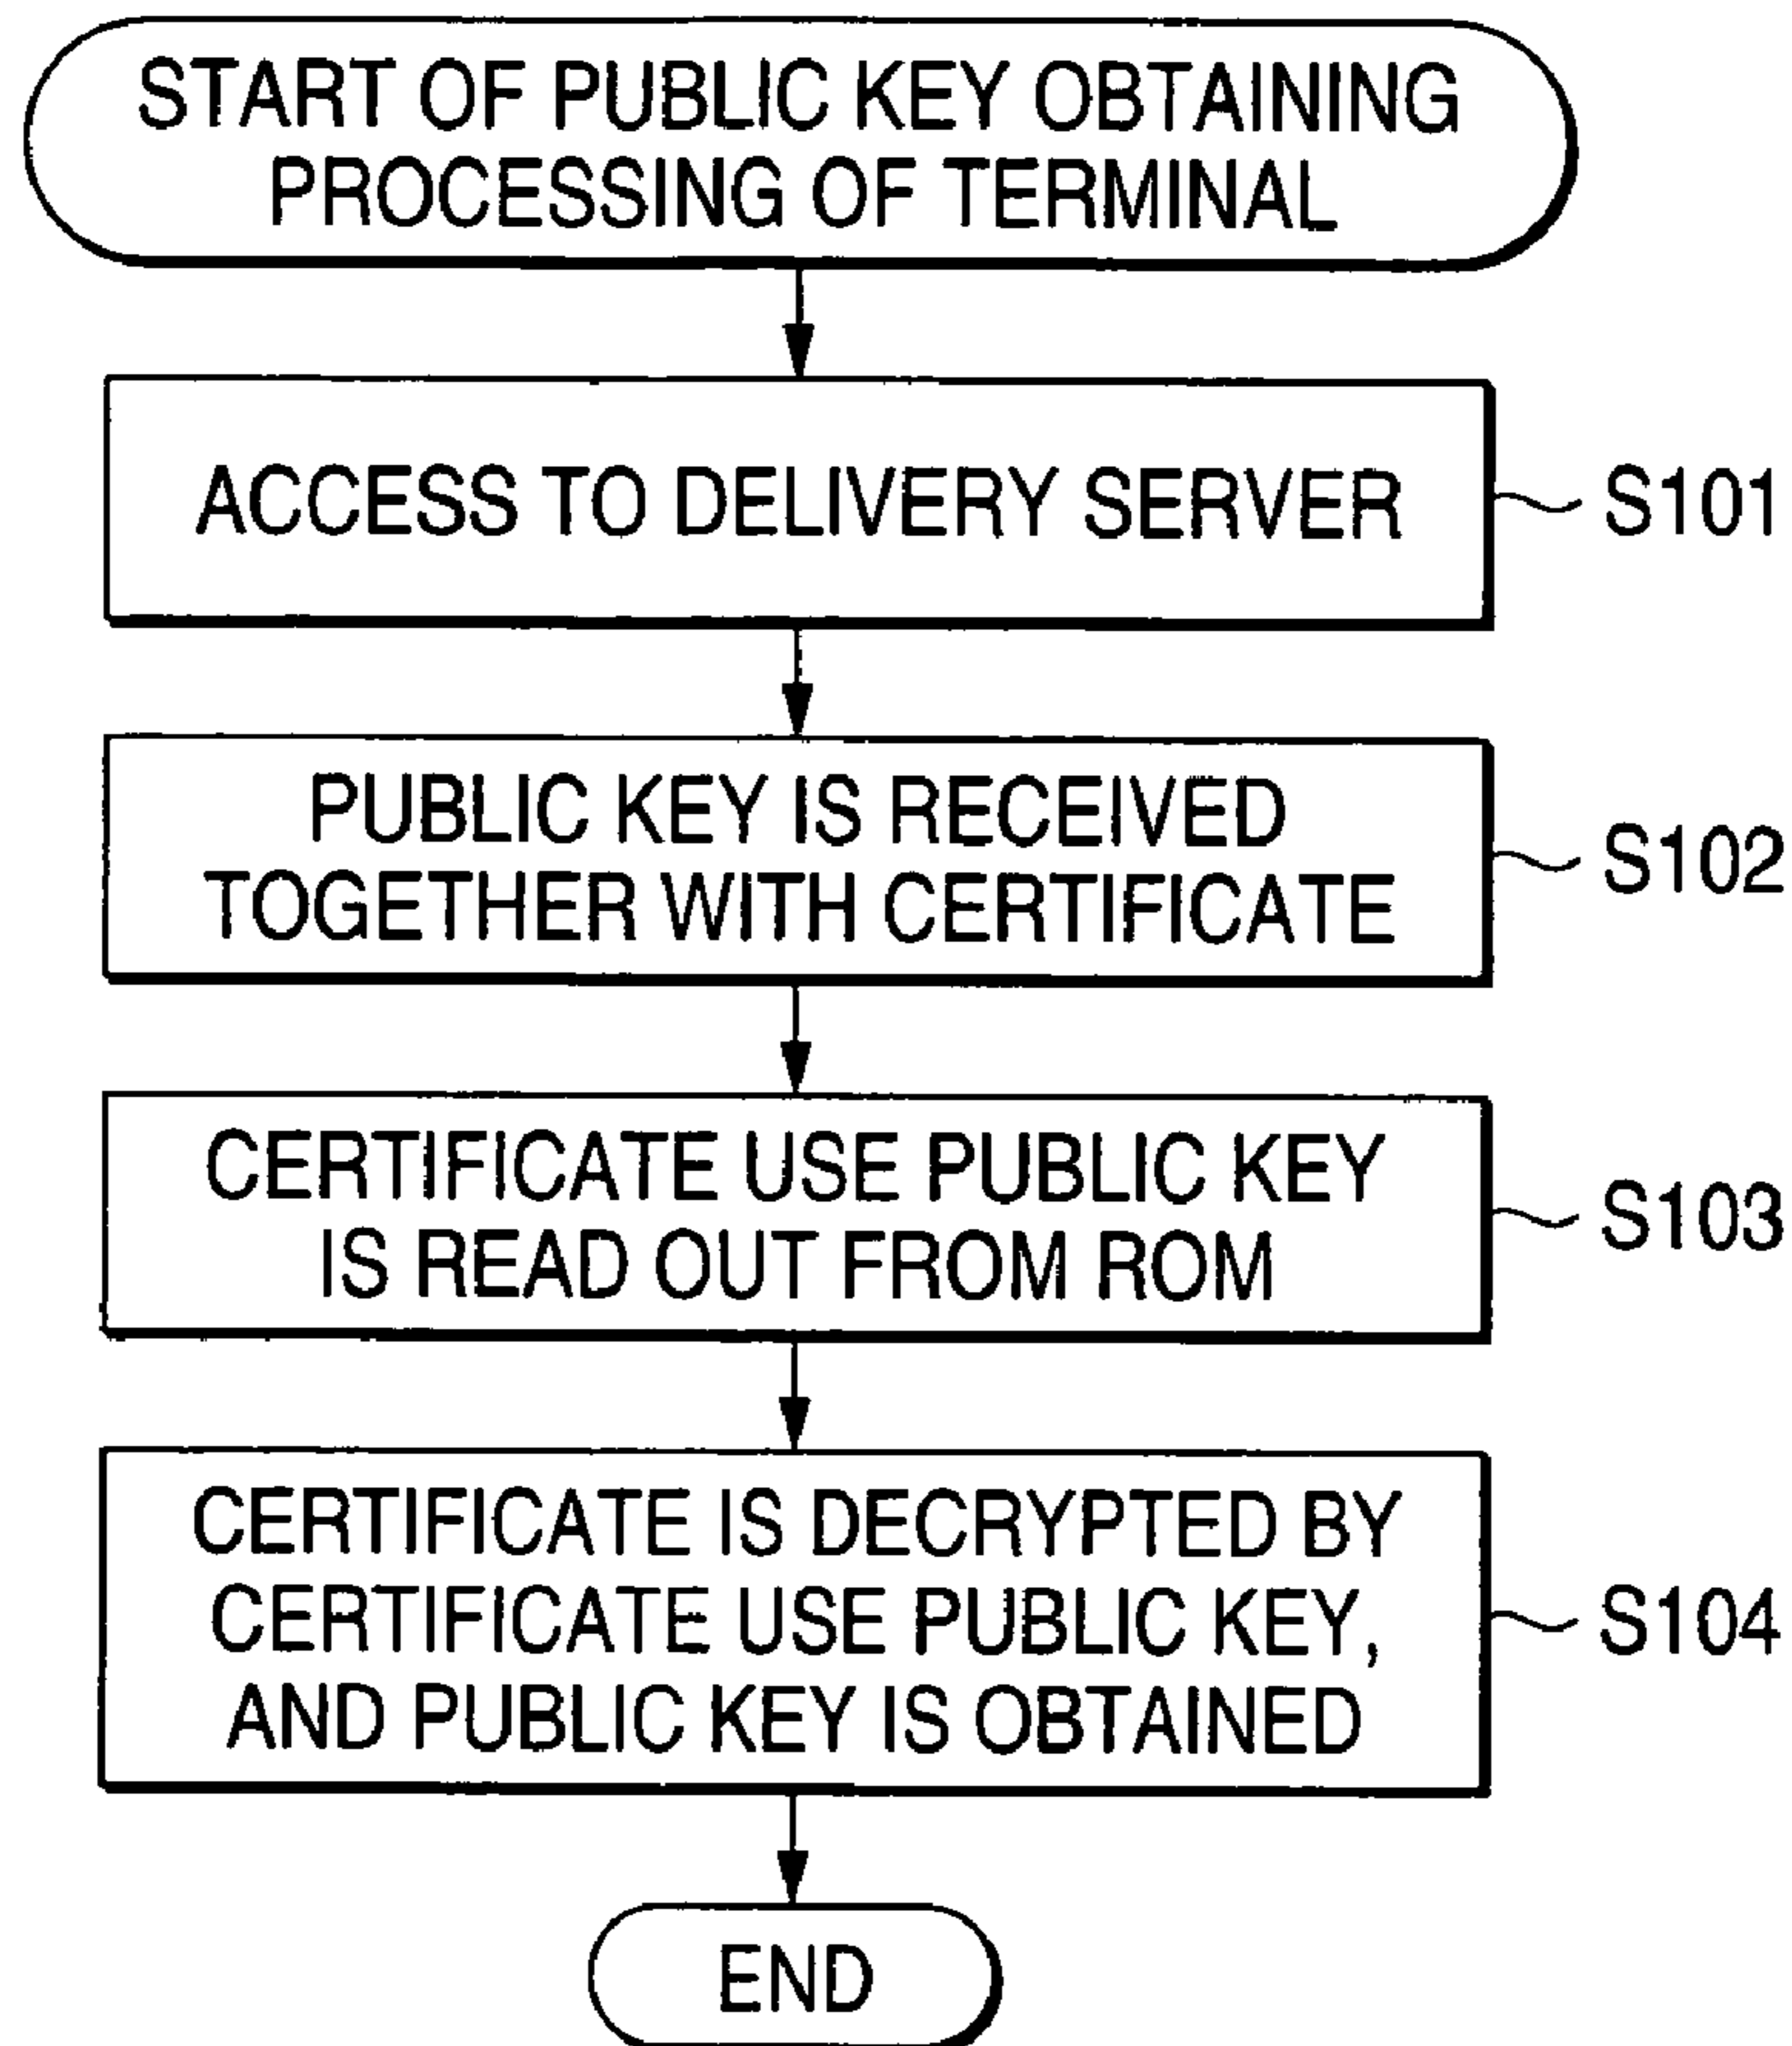 START OF PUBLIC KEY OBTAINING
PROCESSING OF TERMINAL
ACCESS TO DELIVERY SERVER
S101
PUBLIC KEY IS RECEIVED
TOGETHER WITH CERTIFICATE
S102
CERTIFICATE USE PUBLIC KEY
IS READ OUT FROM ROM
S103
CERTIFICATE IS DECRYPTED BY
CERTIFICATE USE PUBLIC KEY,
AND PUBLIC KEY IS OBTAINED
S104
END